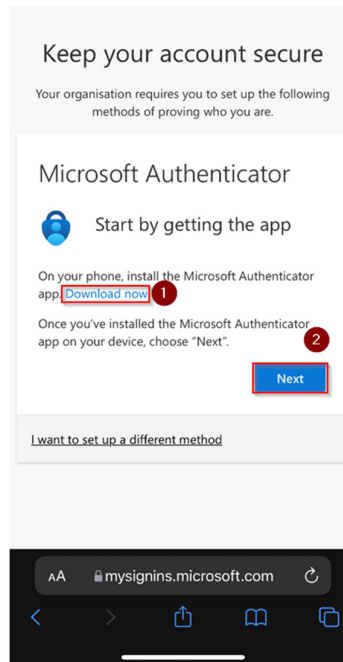 Keep your account secure
Your organisation requires you to set up the following
methods of proving who you are.
Microsoft Authenticator
Start by getting the app
On your phone, install the Microsoft Authenticator
app. Download now 1
Once you've installed the Microsoft Authenticator
app on your device, choose "Next". 2
Next
I want to set up a different method
AA mysignins.microsoft.com